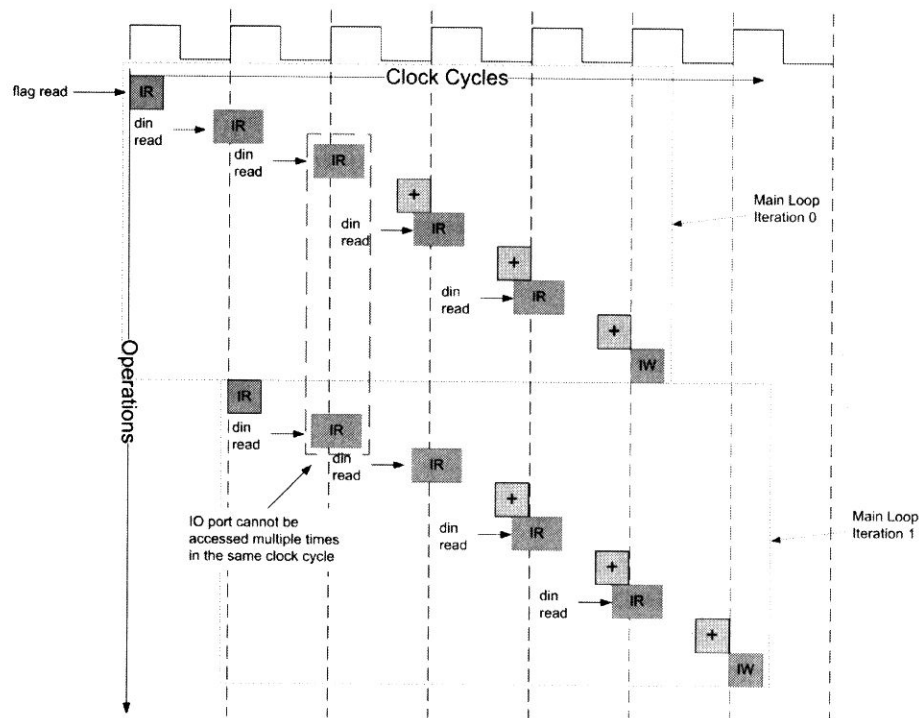 Clock Cycles
flag read
IR
din
read
IR
din
read
IR
+
din
read
IR
Main Loop
Iteration 0
+
din
read
IR
+
IW
Operations
IR
din
read
IR
din
read
IR
IO port cannot be
accessed multiple times
in the same clock cycle
+
din
read
IR
Main Loop
Iteration 1
+
din
read
IR
+
IW